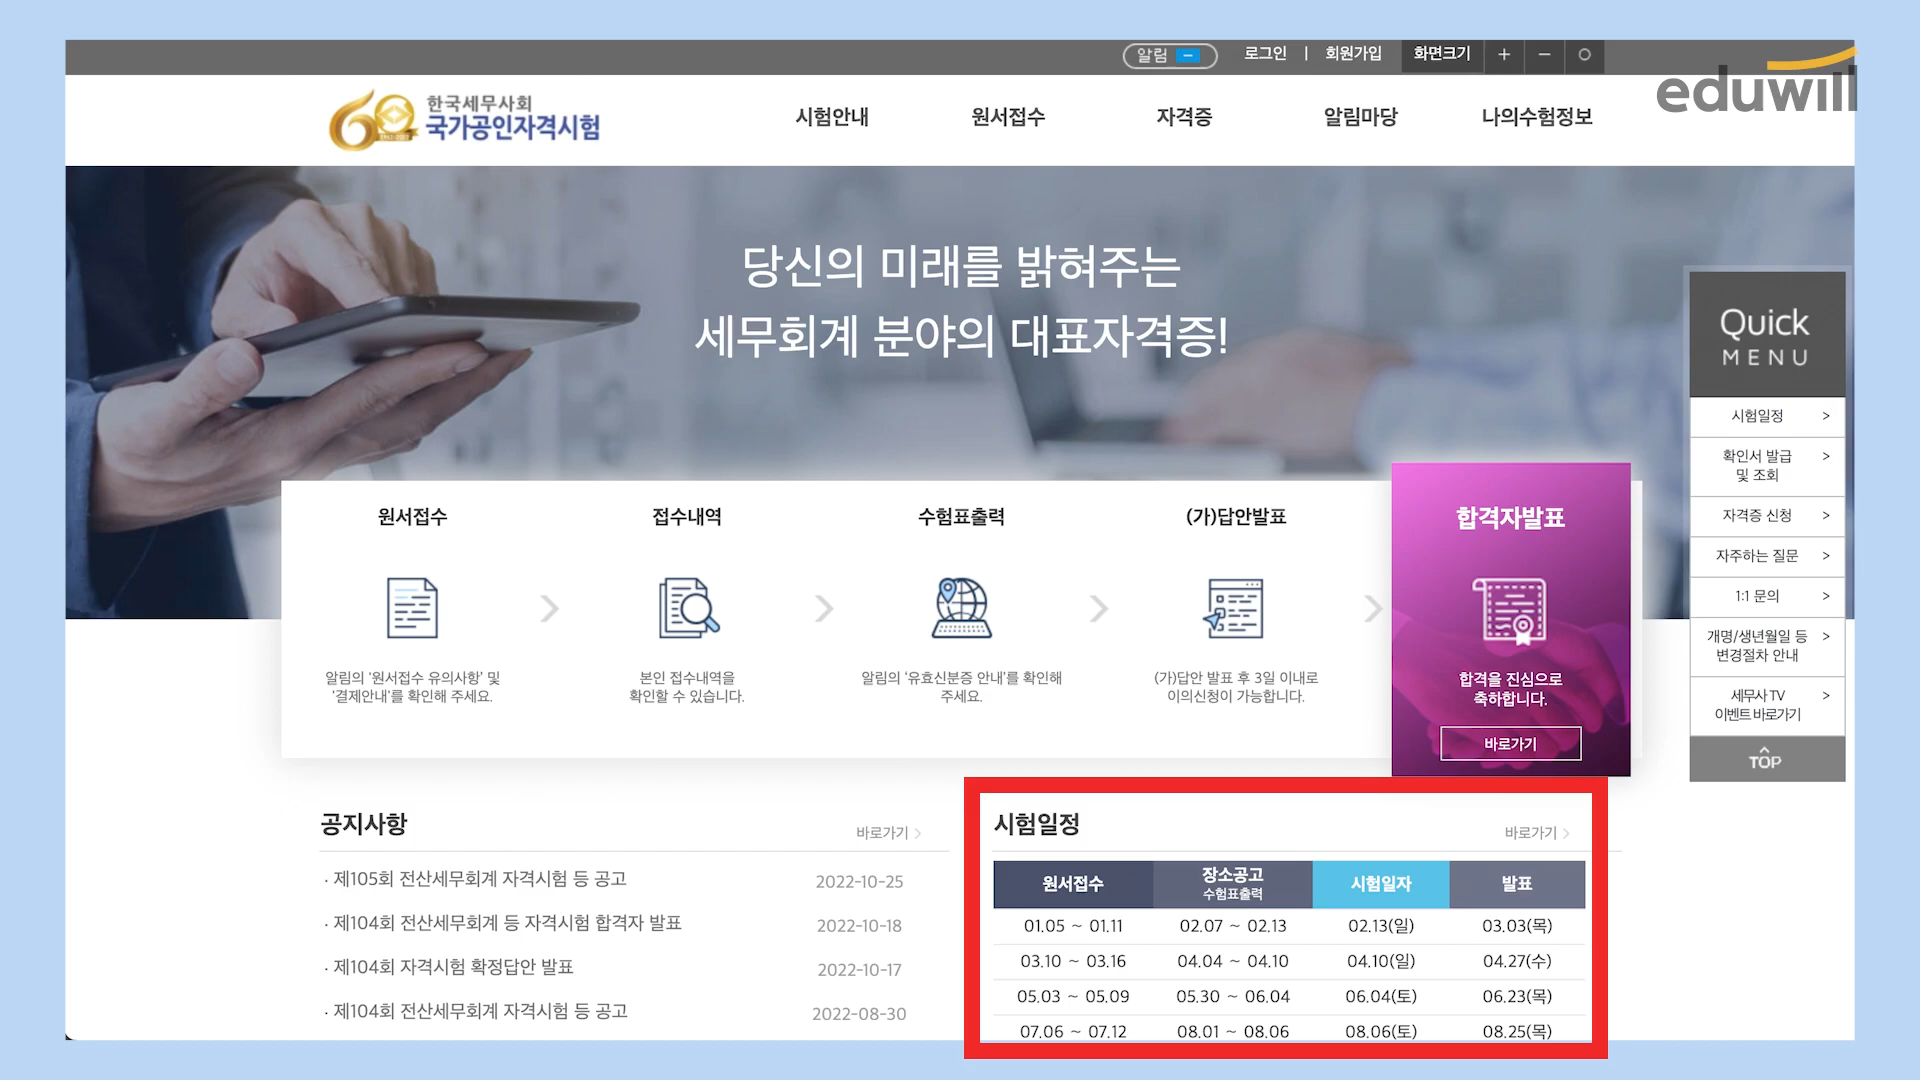 알림
로그인 | 회원가입
화면크기 + − ○
eduwill
한국세무사회
국가공인자격시험
시험안내
원서접수
자격증
알림마당
나의수험정보
당신의 미래를 밝혀주는
세무회계 분야의 대표자격증!
Quick
MENU
시험일정 >
확인서 발급 >
및 조회
자격증 신청 >
자주하는 질문 >
1:1 문의 >
개명/생년월일 등 >
변경절차 안내
세무사TV >
이벤트 바로가기
TOP
원서접수
알림의 '원서접수 유의사항' 및
'결제안내'를 확인해 주세요.
접수내역
본인 접수내역을
확인할 수 있습니다.
수험표출력
알림의 '유효신분증 안내'를 확인해
주세요.
(가)답안발표
(가)답안 발표 후 3일 이내로
이의신청이 가능합니다.
합격자발표
합격을 진심으로
축하합니다.
바로가기
공지사항
바로가기 >
· 제105회 전산세무회계 자격시험 등 공고 2022-10-25
· 제104회 전산세무회계 등 자격시험 합격자 발표 2022-10-18
· 제104회 자격시험 확정답안 발표 2022-10-17
· 제104회 전산세무회계 자격시험 등 공고 2022-08-30
시험일정
바로가기 >
원서접수 장소공고 시험일자 발표
수험표출력
01.05 ~ 01.11 02.07 ~ 02.13 02.13(일) 03.03(목)
03.10 ~ 03.16 04.04 ~ 04.10 04.10(일) 04.27(수)
05.03 ~ 05.09 05.30 ~ 06.04 06.04(토) 06.23(목)
07.06 ~ 07.12 08.01 ~ 08.06 08.06(토) 08.25(목)